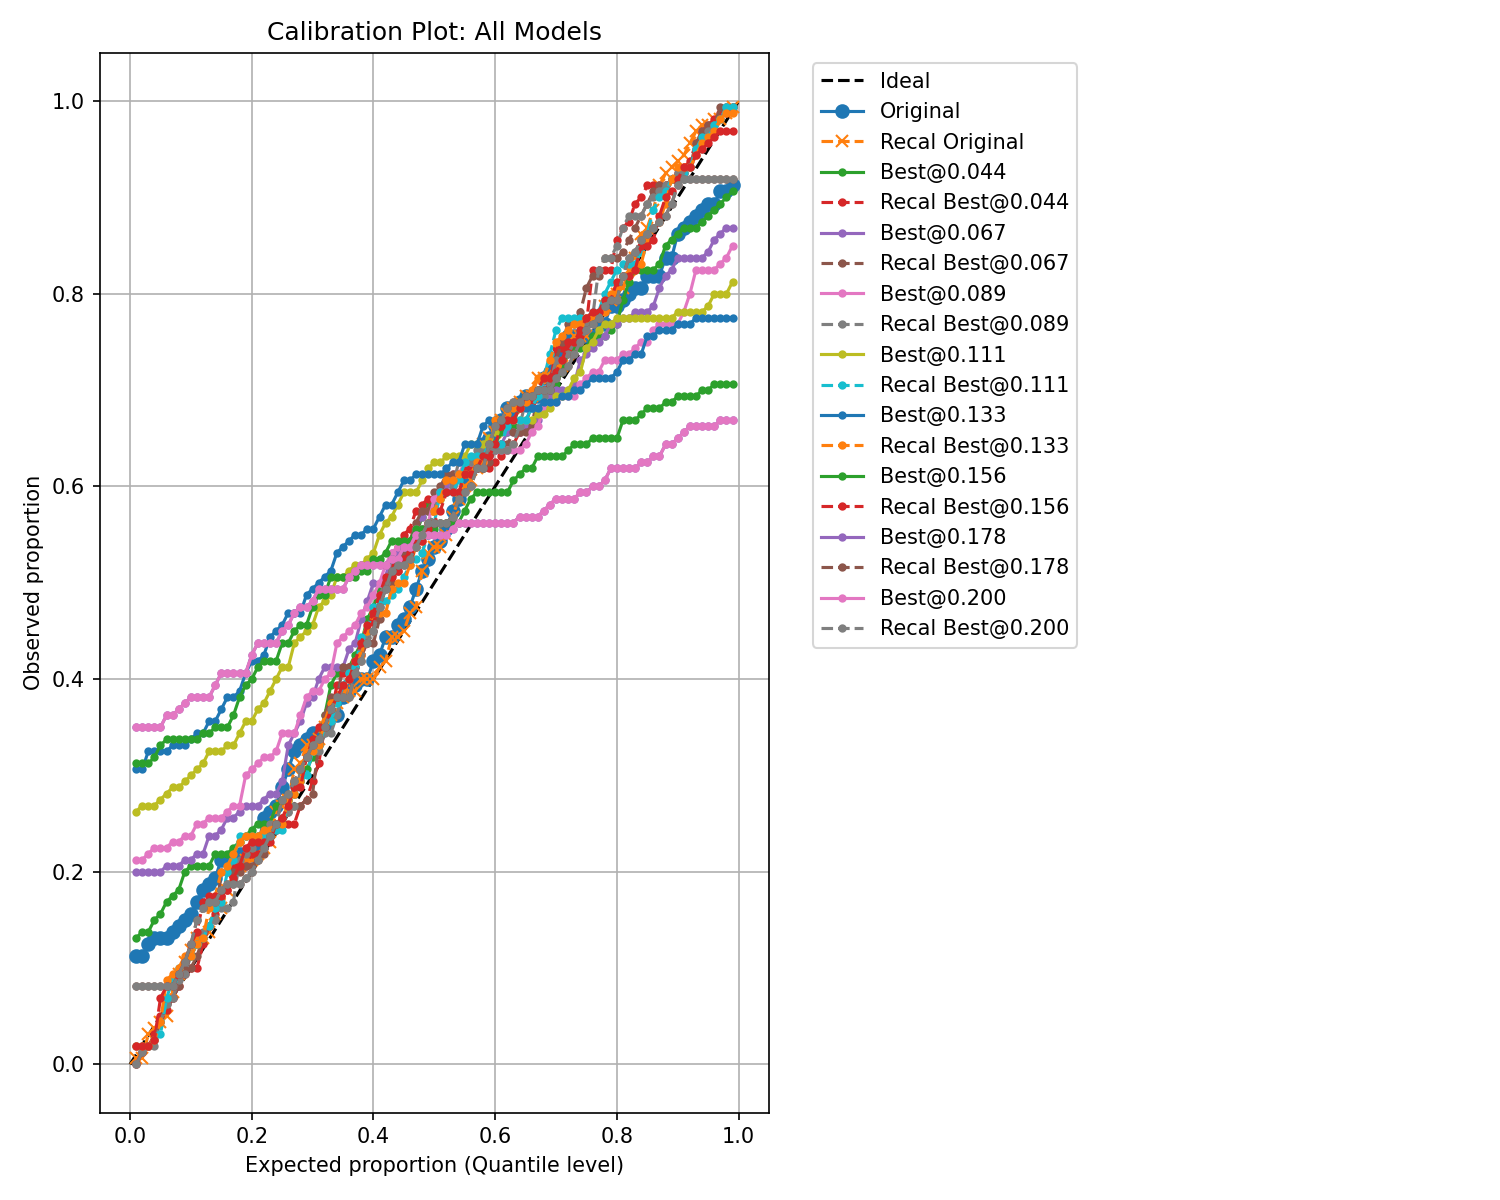 Calibration Plot: All Models
1.0
0.8
0.6
0.4
0.2
0.0
Observed proportion
0.0 0.2 0.4 0.6 0.8 1.0
Expected proportion (Quantile level)
Ideal
Original
Recal Original
Best@0.044
Recal Best@0.044
Best@0.067
Recal Best@0.067
Best@0.089
Recal Best@0.089
Best@0.111
Recal Best@0.111
Best@0.133
Recal Best@0.133
Best@0.156
Recal Best@0.156
Best@0.178
Recal Best@0.178
Best@0.200
Recal Best@0.200